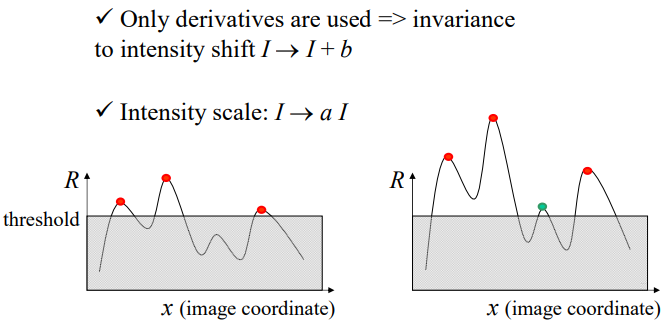 ✓ Only derivatives are used => invariance
to intensity shift I → I + b
✓ Intensity scale: I → a I
R
threshold
x (image coordinate)
R
x (image coordinate)